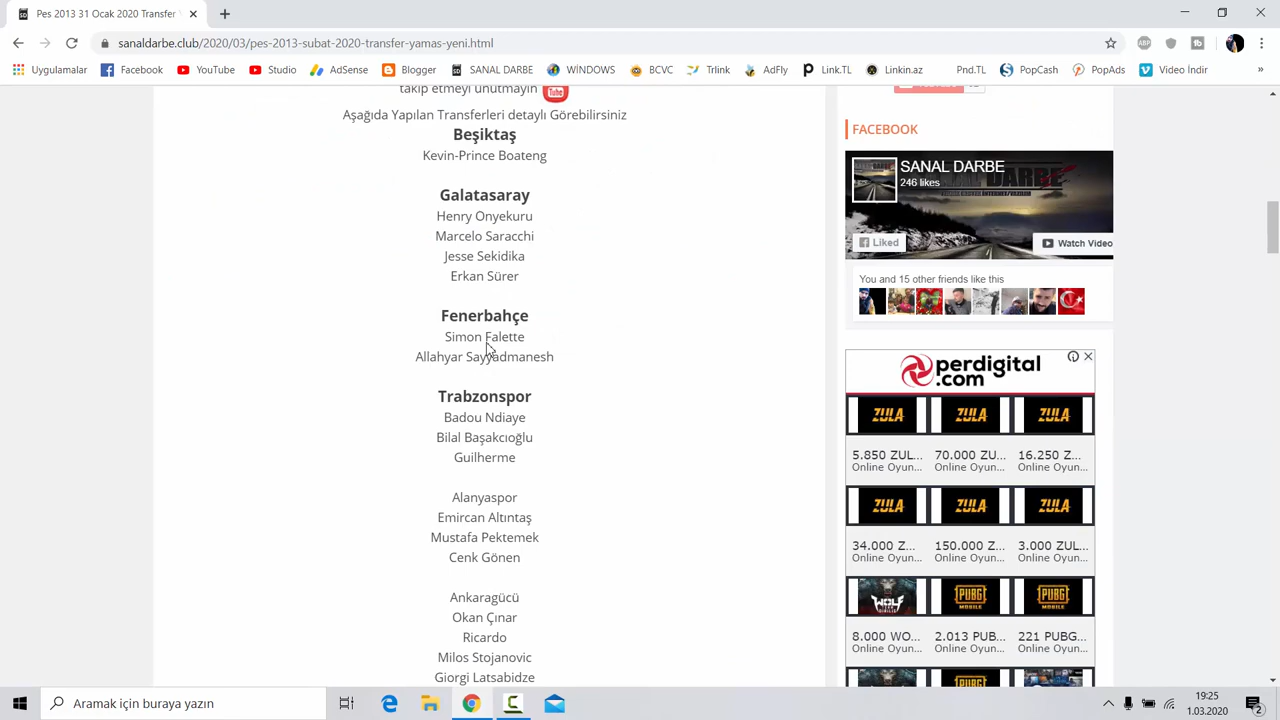 Pes 2013 31 Ocak 2020 Transfer
sanaldarbe.club/2020/03/pes-2013-subat-2020-transfer-yamas-yeni.html
Uygulamalar
Facebook
YouTube
Studio
AdSense
Blogger
SANAL DARBE
WİNDOWS
BCVC
Trlink
AdFly
Link.TL
Linkin.az
Pnd.TL
PopCash
PopAds
Video İndir
takip etmeyi unutmayın
Aşağıda Yapılan Transferleri detaylı Görebilirsiniz
Beşiktaş
Kevin-Prince Boateng
Galatasaray
Henry Onyekuru
Marcelo Saracchi
Jesse Sekidika
Erkan Sürer
Fenerbahçe
Simon Falette
Allahyar Sayyadmanesh
Trabzonspor
Badou Ndiaye
Bilal Başakcıoğlu
Guilherme
Alanyaspor
Emircan Altıntaş
Mustafa Pektemek
Cenk Gönen
Ankaragücü
Okan Çınar
Ricardo
Milos Stojanovic
Giorgi Latsabidze
FACEBOOK
SANAL DARBE
246 likes
Liked
Watch Video
You and 15 other friends like this
perdigital
.com
ZULA ZULA ZULA
5.850 ZUL... 70.000 ZU... 16.250 Z...
Online Oyun... Online Oyun... Online Oyun...
ZULA ZULA ZULA
34.000 Z... 150.000 Z... 3.000 ZUL...
Online Oyun... Online Oyun... Online Oyun...
WOLF PUBG MOBILE PUBG MOBILE
8.000 WO... 2.013 PUB... 221 PUBG...
Online Oyun... Online Oyun... Online Oyun...
PUBG
Aramak için buraya yazın
19:25
1.03.2020
2